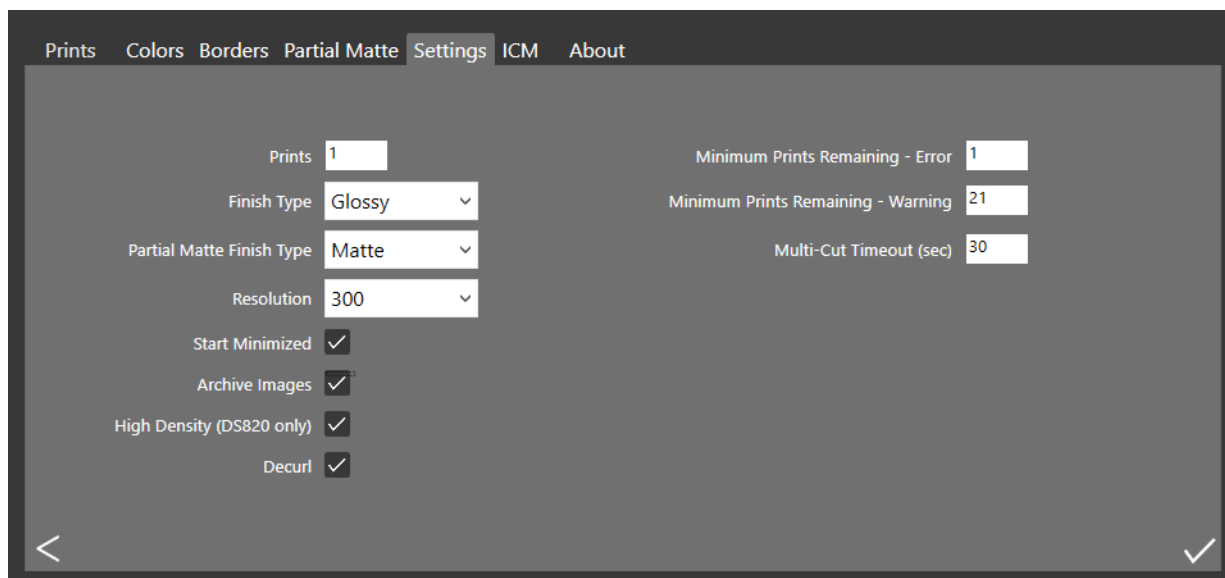 Prints Colors Borders Partial Matte Settings ICM About
Prints 1
Finish Type Glossy
Partial Matte Finish Type Matte
Resolution 300
Start Minimized
Archive Images
High Density (DS820 only)
Decurl
Minimum Prints Remaining - Error 1
Minimum Prints Remaining - Warning 21
Multi-Cut Timeout (sec) 30